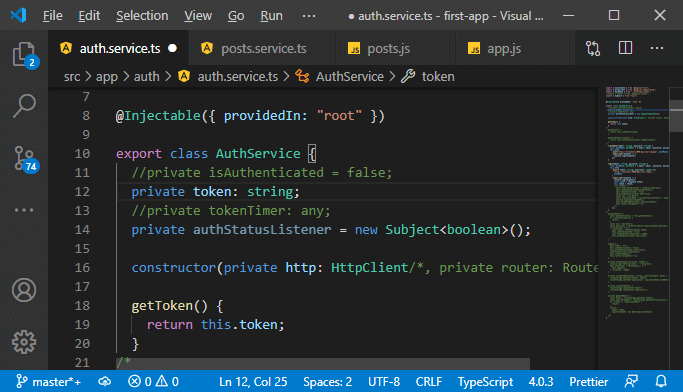 File Edit Go Run ··· ● auth.service.ts - first-app - Visual ...
auth.service.ts ● posts.service.ts posts.js app.js ···
src > app > auth > auth.service.ts > AuthService > token
2
74
7
8 @Injectable({ providedIn: "root" })
9
10 export class AuthService {
11 //private isAuthenticated = false;
12 private token: string;
13 //private tokenTimer: any;
14 private authStatusListener = new Subject<boolean>();
15
16 constructor(private http: HttpClient/*, private router: Route
17
18 getToken() {
19 return this.token;
20 }
21 /*
master*+ 0 0 Ln 12, Col 25 Spaces: 2 UTF-8 CRLF TypeScript 4.0.3 Prettier